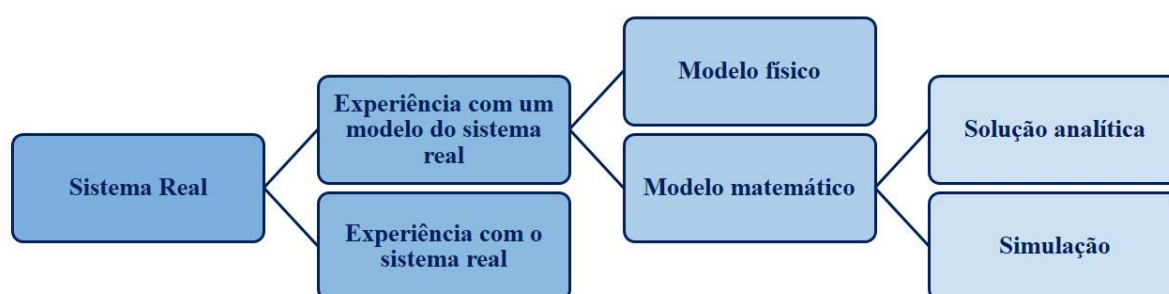 Sistema Real
Experiência com um
modelo do sistema
real
Experiência com o
sistema real
Modelo físico
Modelo matemático
Solução analítica
Simulação